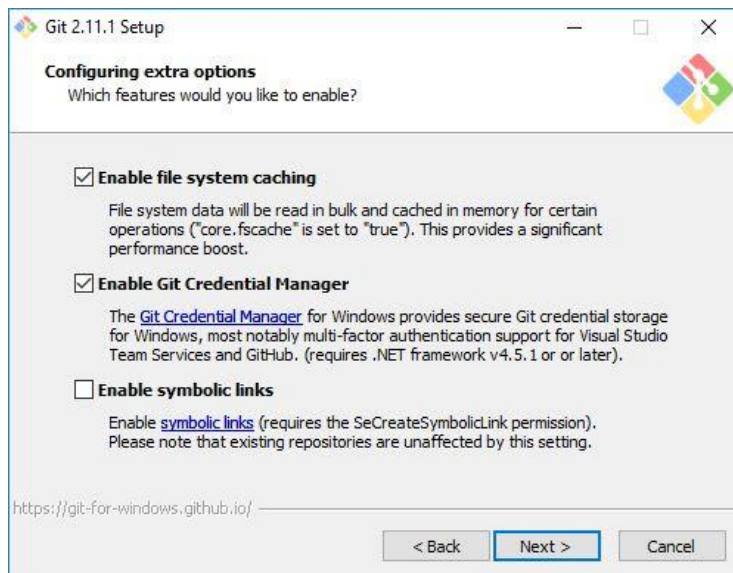 Git 2.11.1 Setup
Configuring extra options
Which features would you like to enable?
Enable file system caching
File system data will be read in bulk and cached in memory for certain
operations ("core.fscache" is set to "true"). This provides a significant
performance boost.
Enable Git Credential Manager
The Git Credential Manager for Windows provides secure Git credential storage
for Windows, most notably multi-factor authentication support for Visual Studio
Team Services and GitHub. (requires .NET framework v4.5.1 or or later).
Enable symbolic links
Enable symbolic links (requires the SeCreateSymbolicLink permission).
Please note that existing repositories are unaffected by this setting.
https://git-for-windows.github.io/
< Back Next > Cancel